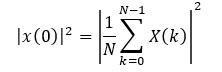 |x(0)|² = |1/N ∑_{k=0}^{N−1} X(k)|²